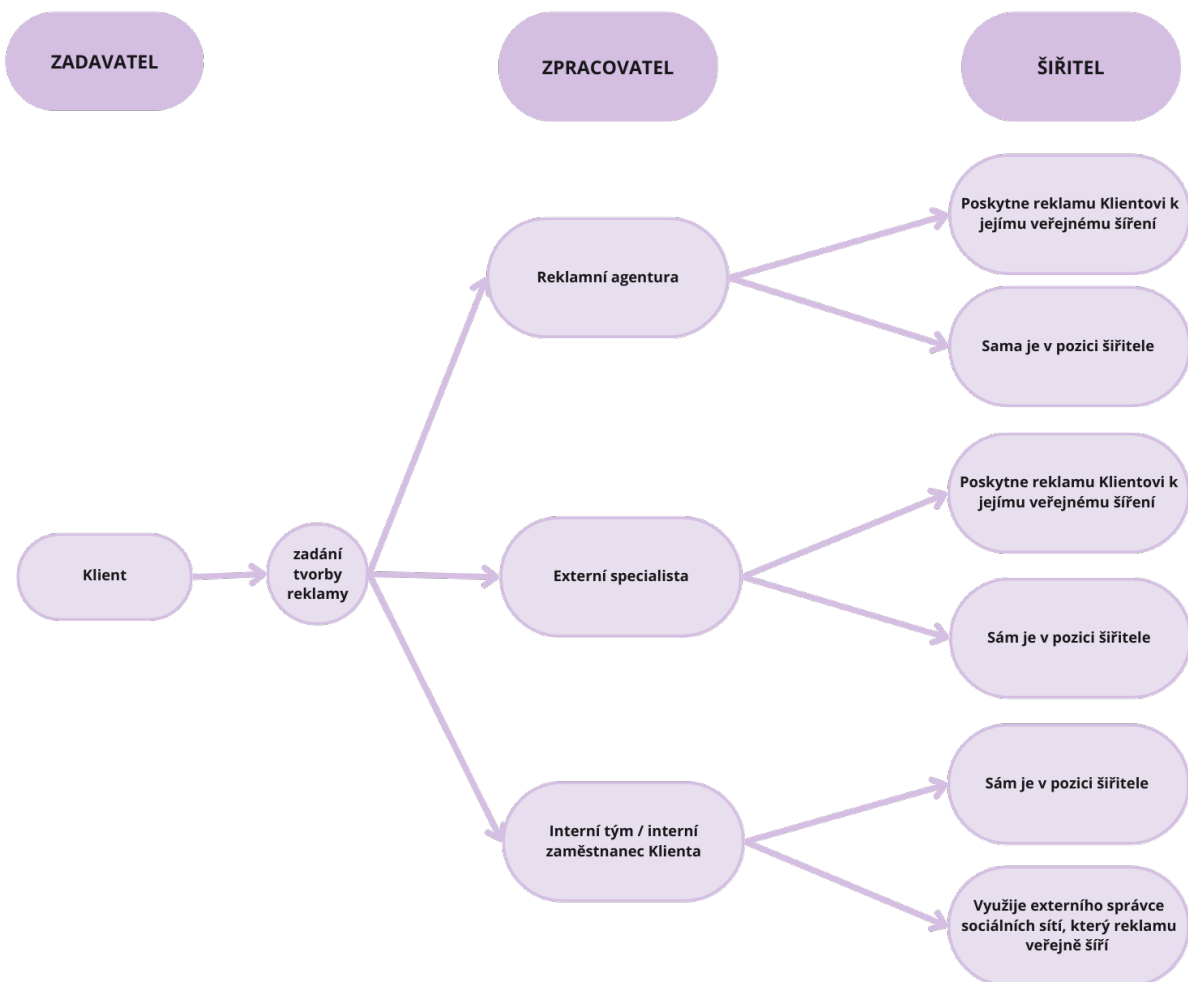 ZADAVATEL
ZPRACOVATEL
ŠIŘITEL
Poskytne reklamu Klientovi k
jejímu veřejnému šíření
Reklamní agentura
Sama je v pozici šiřitele
Poskytne reklamu Klientovi k
jejímu veřejnému šíření
Klient
zadání
tvorby
reklamy
Externí specialista
Sám je v pozici šiřitele
Sám je v pozici šiřitele
Interní tým / interní
zaměstnanec Klienta
Využije externího správce
sociálních sítí, který reklamu
veřejně šíří